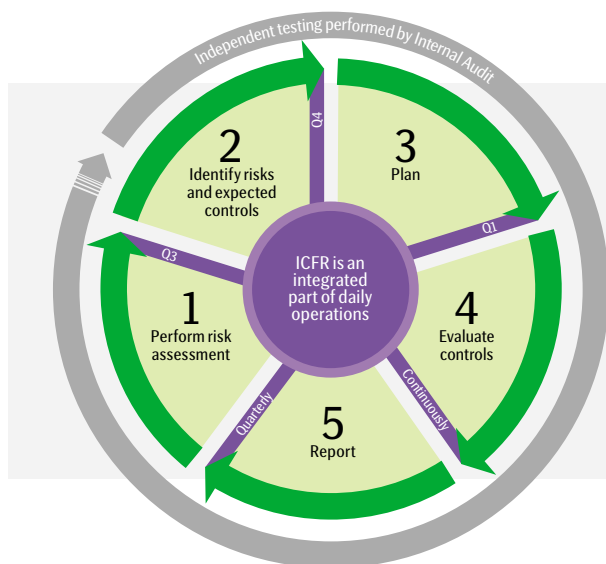 Independent testing performed by Internal Audit
Q4
2
Identify risks
and expected
controls
3
Plan
Q3
Q1
ICFR is an
integrated
part of daily
operations
1
Perform risk
assessment
4
Evaluate
controls
Quarterly
Continuously
5
Report